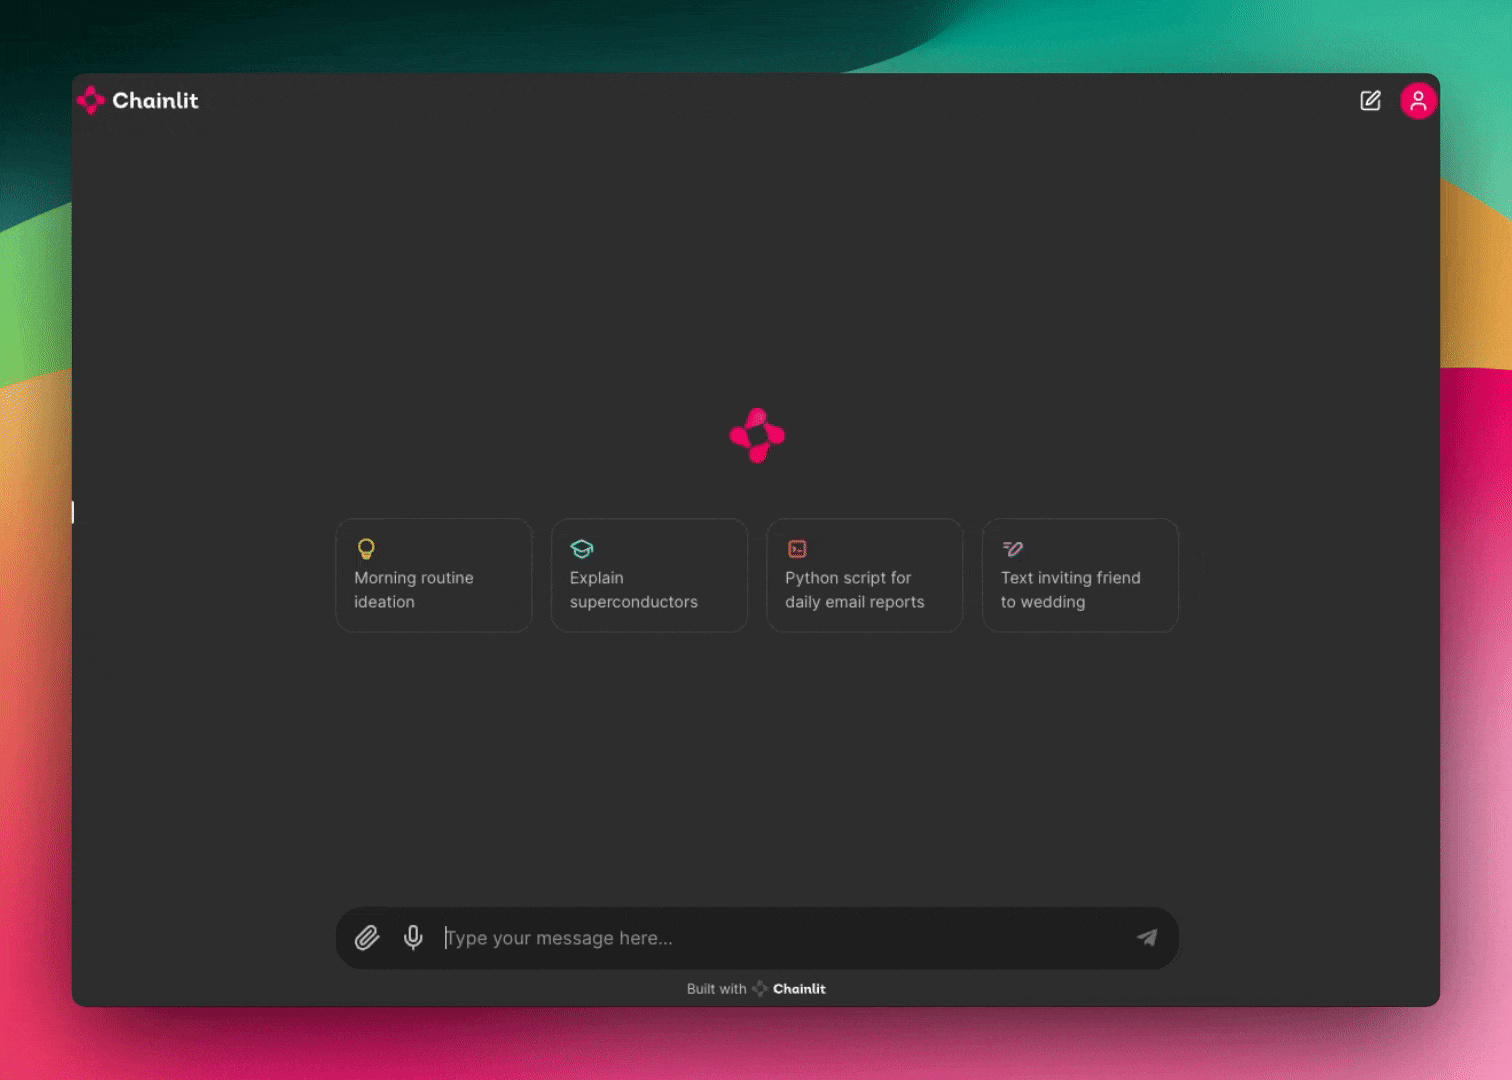 Chainlit
Morning routine
ideation
Explain
superconductors
Python script for
daily email reports
Text inviting friend
to wedding
Type your message here...
Built with Chainlit